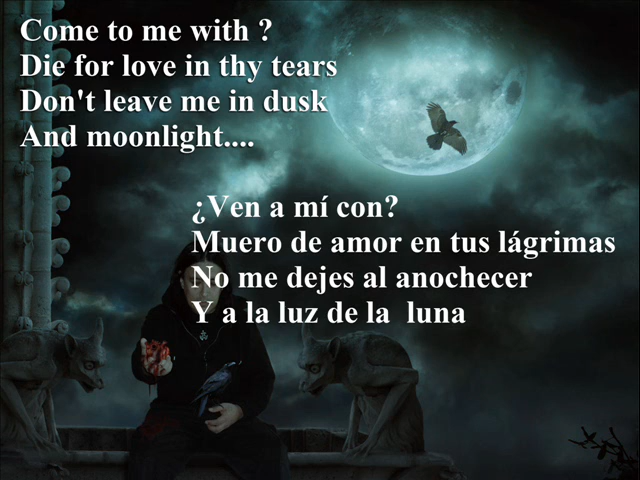 Come to me with ?
Die for love in thy tears
Don't leave me in dusk
And moonlight....
¿Ven a mí con?
Muero de amor en tus lágrimas
No me dejes al anochecer
Y a la luz de la  luna